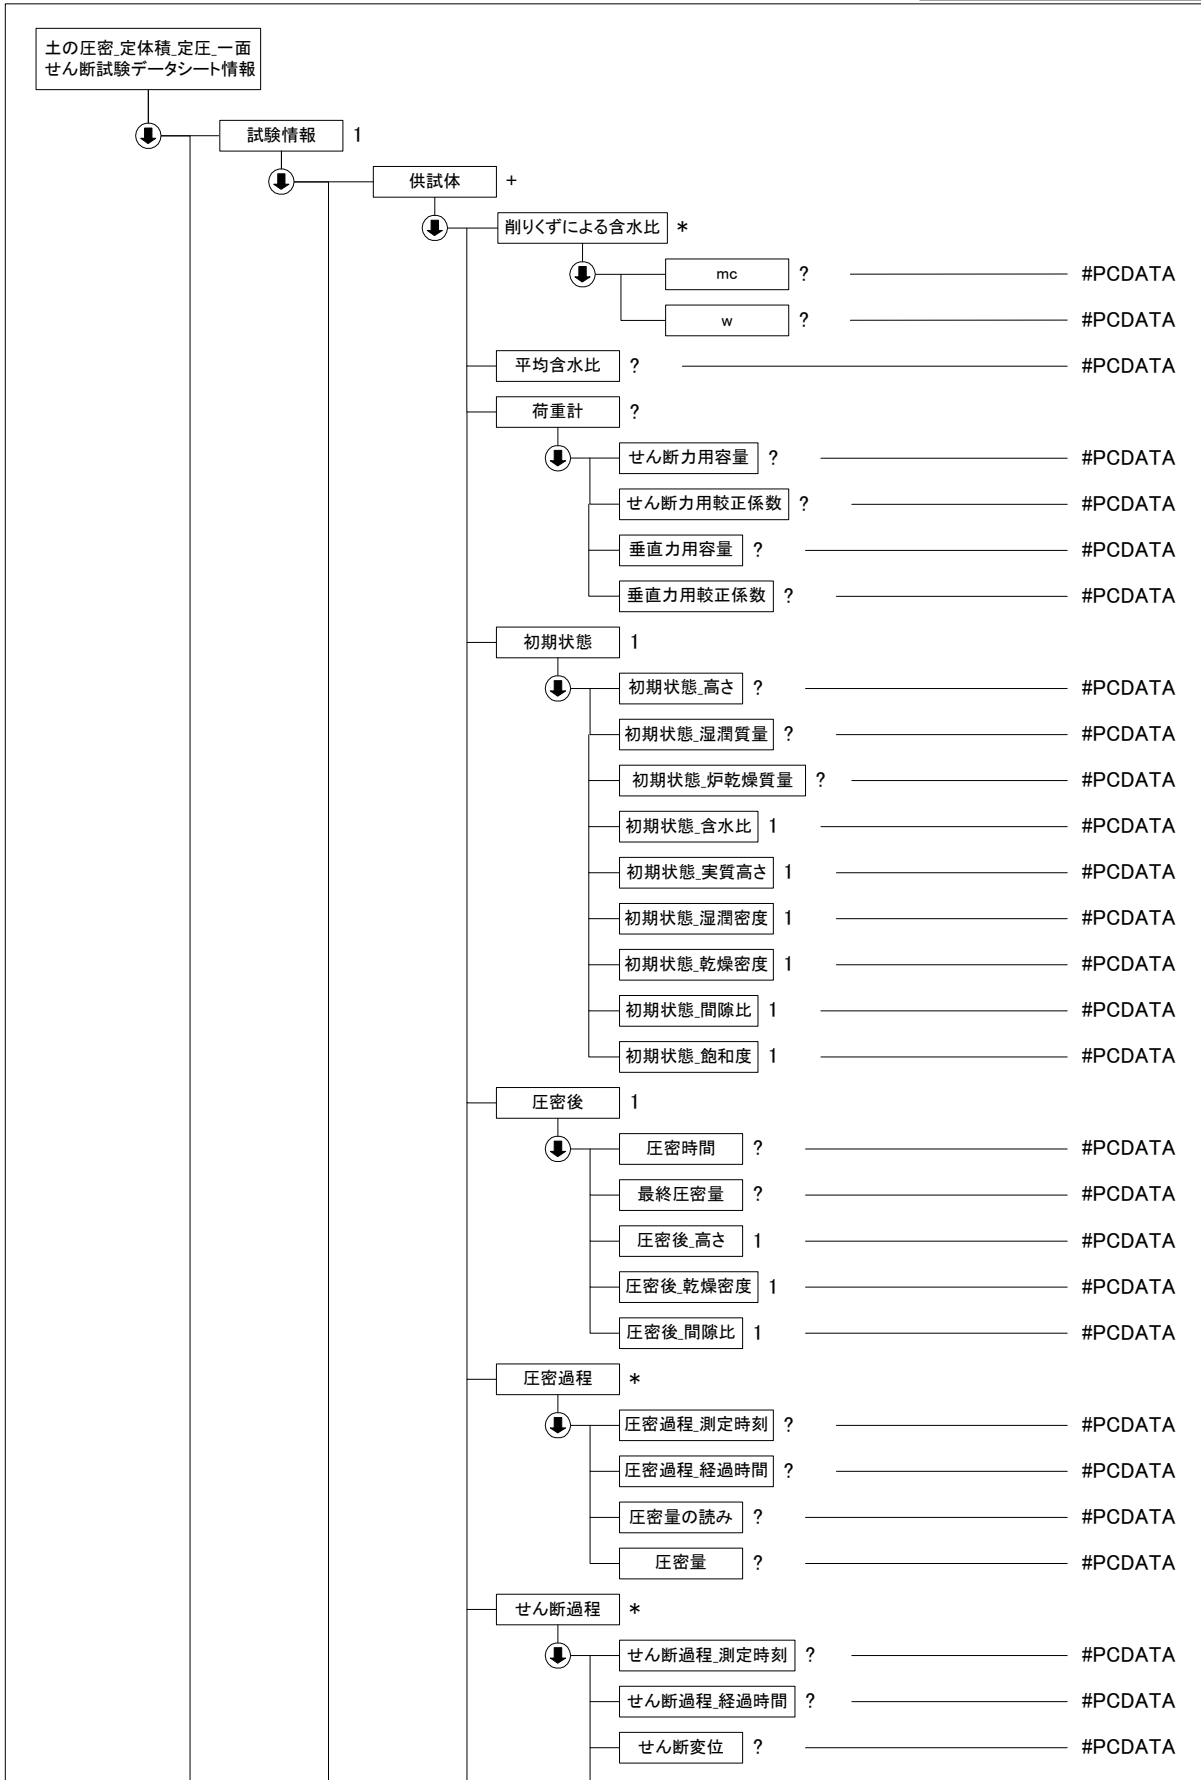 土の圧密_定体積_定圧_一面
せん断試験データシート情報
試験情報 1
供試体 +
削りくずによる含水比 *
mc ? #PCDATA
w ? #PCDATA
平均含水比 ? #PCDATA
荷重計 ?
せん断力用容量 ? #PCDATA
せん断力用較正係数 ? #PCDATA
垂直力用容量 ? #PCDATA
垂直力用較正係数 ? #PCDATA
初期状態 1
初期状態_高さ ? #PCDATA
初期状態_湿潤質量 ? #PCDATA
初期状態_炉乾燥質量 ? #PCDATA
初期状態_含水比 1 #PCDATA
初期状態_実質高さ 1 #PCDATA
初期状態_湿潤密度 1 #PCDATA
初期状態_乾燥密度 1 #PCDATA
初期状態_間隙比 1 #PCDATA
初期状態_飽和度 1 #PCDATA
圧密後 1
圧密時間 ? #PCDATA
最終圧密量 ? #PCDATA
圧密後_高さ 1 #PCDATA
圧密後_乾燥密度 1 #PCDATA
圧密後_間隙比 1 #PCDATA
圧密過程 *
圧密過程_測定時刻 ? #PCDATA
圧密過程_経過時間 ? #PCDATA
圧密量の読み ? #PCDATA
圧密量 ? #PCDATA
せん断過程 *
せん断過程_測定時刻 ? #PCDATA
せん断過程_経過時間 ? #PCDATA
せん断変位 ? #PCDATA